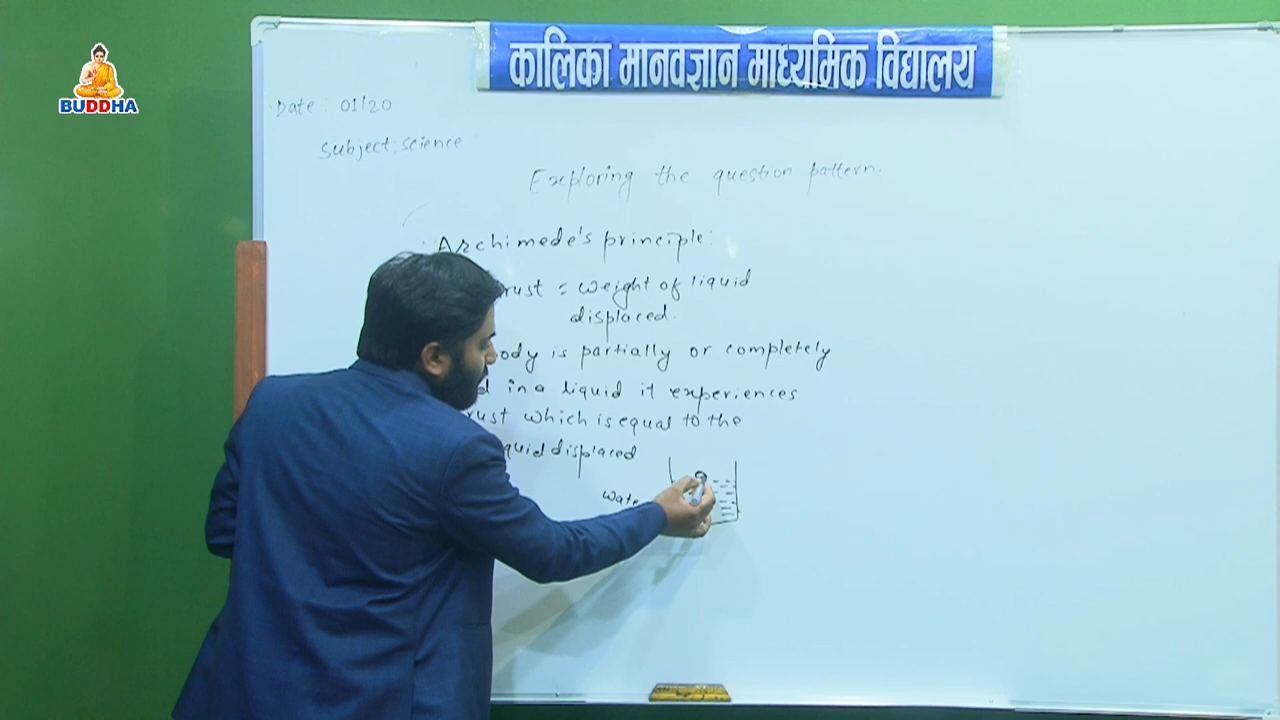 BUDDHA
कालिका मानवज्ञान माध्यमिक विद्यालय
Date: 01/20
Subject: science
Exploring the question pattern.
Archimede's principle:
rust = weight of liquid
displaced.
ody is partially or completely
d in a liquid it experiences
rust which is equal to the
quid displaced
Wate